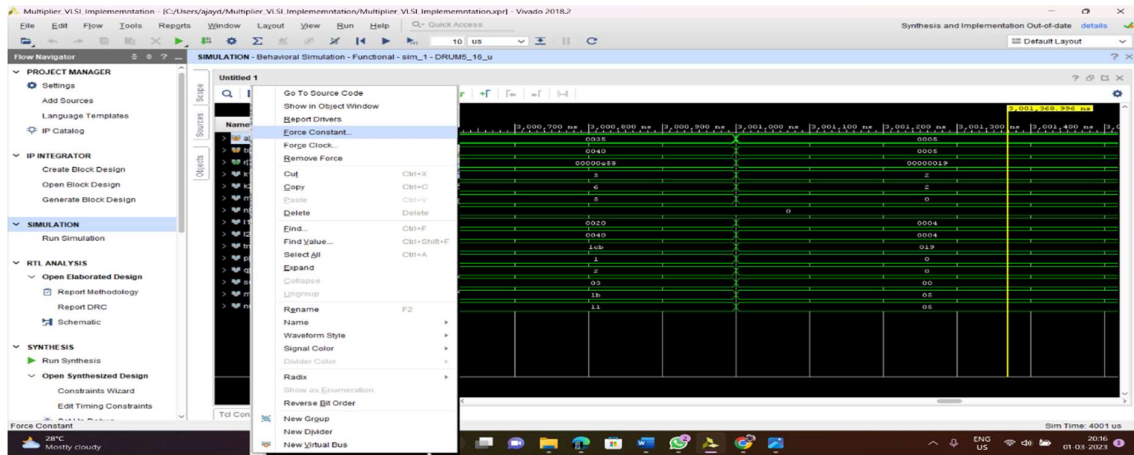 Multiplier_VLSI_Implememntation - [C:/Users/ajayd/Multiplier_VLSI_Implememntation/Multiplier_VLSI_Implememntation.xpr] - Vivado 2018.2
File Edit Flow Tools Reports Window Layout View Run Help Quick Access
Synthesis and Implementation Out-of-date details
10 us
Default Layout
Flow Navigator
SIMULATION - Behavioral Simulation - Functional - sim_1 - DRUM5_16_u
PROJECT MANAGER
Settings
Add Sources
Language Templates
IP Catalog
IP INTEGRATOR
Create Block Design
Open Block Design
Generate Block Design
SIMULATION
Run Simulation
RTL ANALYSIS
Open Elaborated Design
Report Methodology
Report DRC
Schematic
SYNTHESIS
Run Synthesis
Open Synthesized Design
Constraints Wizard
Edit Timing Constraints
Scope
Sources
Objects
Untitled 1
Name
Go To Source Code
Show in Object Window
Report Drivers
Force Constant...
Force Clock...
Remove Force
Cut Ctrl+X
Copy Ctrl+C
Paste Ctrl+V
Delete Delete
Find... Ctrl+F
Find Value... Ctrl+Shift+F
Select All Ctrl+A
Expand
Collapse
Ungroup
Rename F2
Name
Waveform Style
Signal Color
Divider Color
Radix
Show as Enumeration
Reverse Bit Order
New Group
New Divider
New Virtual Bus
3,001,368.996 ns
3,000,700 ns 3,000,800 ns 3,000,900 ns 3,001,000 ns 3,001,100 ns 3,001,200 ns 3,001,300 ns 3,001,400 ns
0035 0005
0040 0005
00000e58 00000019
5 2
6 2
5 0
0
0020 0004
0040 0004
1cb 019
1 0
2 0
03 00
1b 05
11 05
Tcl Con
Force Constant
Sim Time: 4001 us
28°C
Mostly cloudy
ENG
US
20:16
01-03-2023